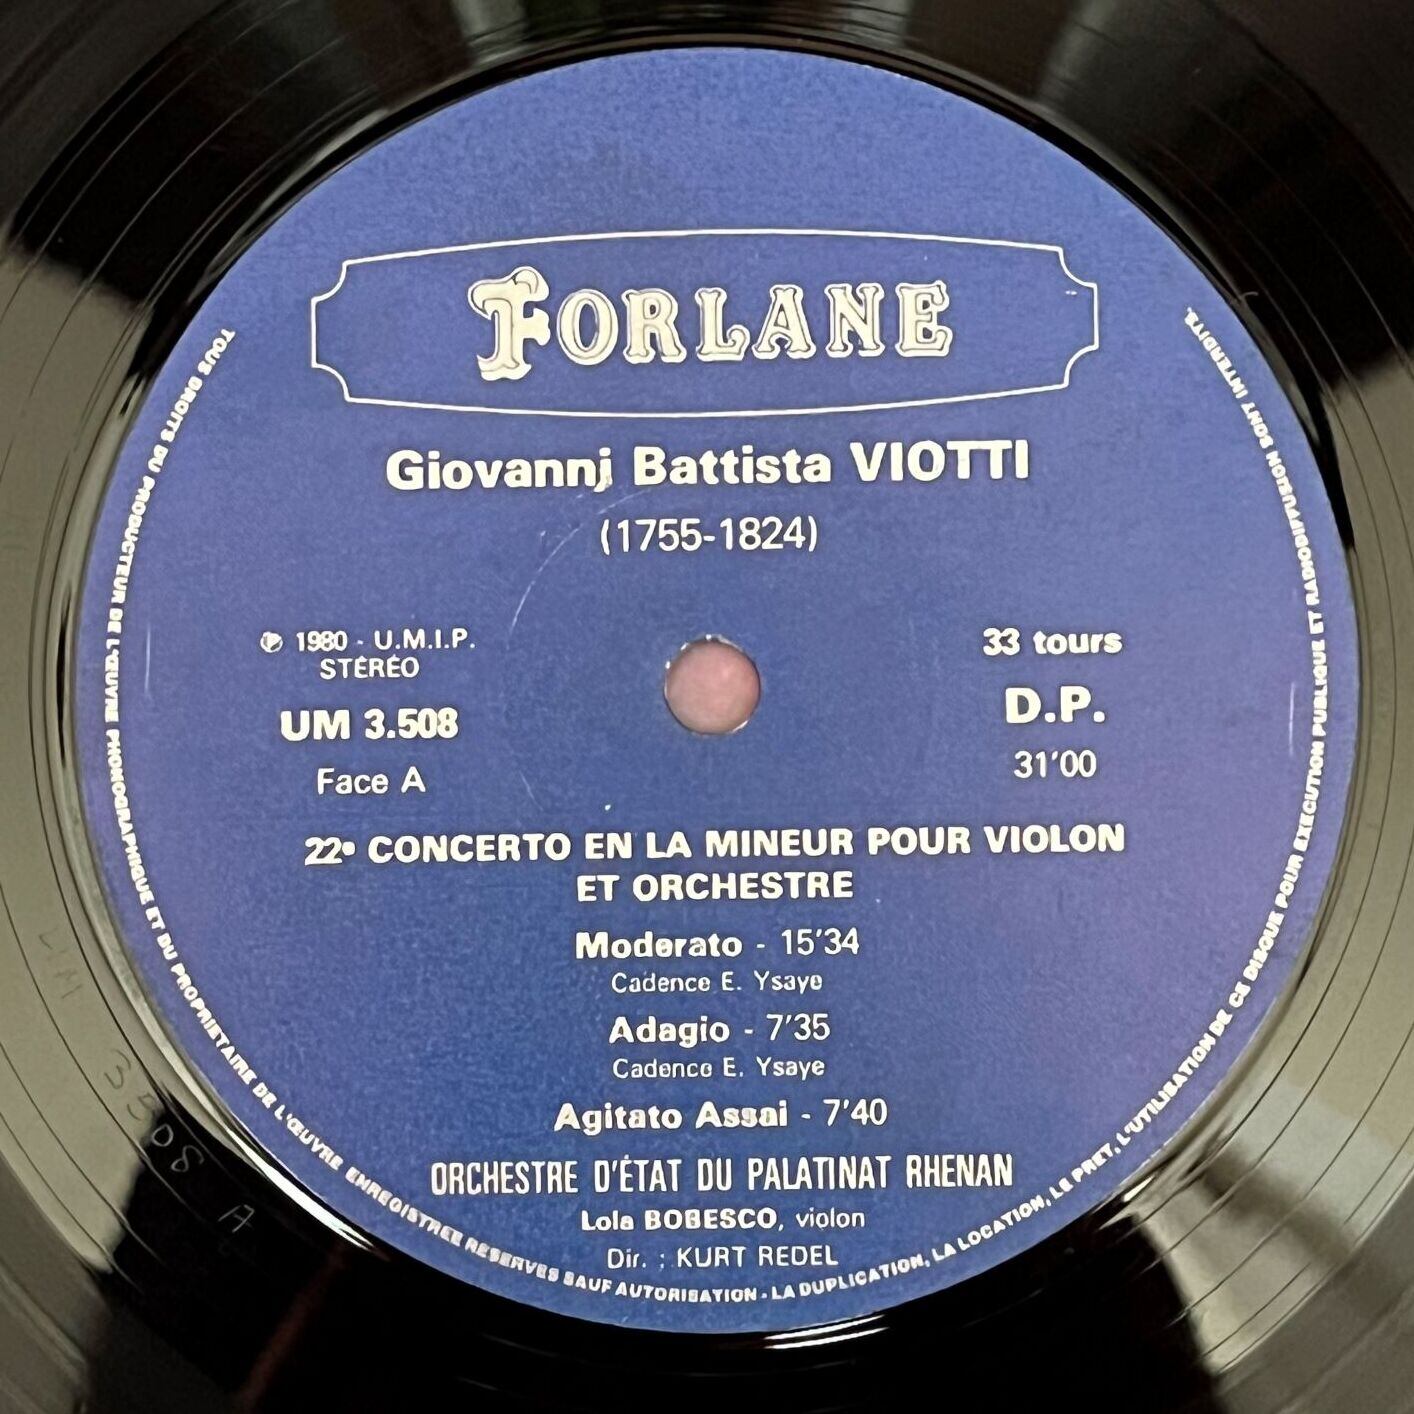 FORLANE
Giovannj Battista VIOTTI
(1755-1824)
℗ 1980 - U.M.I.P.
STÉRÉO
UM 3.508
Face A
33 tours
D.P.
31'00
22e CONCERTO EN LA MINEUR POUR VIOLON
ET ORCHESTRE
Moderato - 15'34
Cadence E. Ysaye
Adagio - 7'35
Cadence E. Ysaye
Agitato Assai - 7'40
ORCHESTRE D'ÉTAT DU PALATINAT RHENAN
Lola BOBESCO, violon
Dir. : KURT REDEL
TOUS DROITS DU PRODUCTEUR DE L'ŒUVRE PHONOGRAPHIQUE ET DU PROPRIETAIRE DE L'ŒUVRE ENREGISTREE RESERVES SAUF AUTORISATION - LA DUPLICATION, LA LOCATION, LE PRET, L'UTILISATION DE CE DISQUE POUR EXECUTION PUBLIQUE ET RADIODIFFUSION SONT INTERDITS.
UM 3508 A